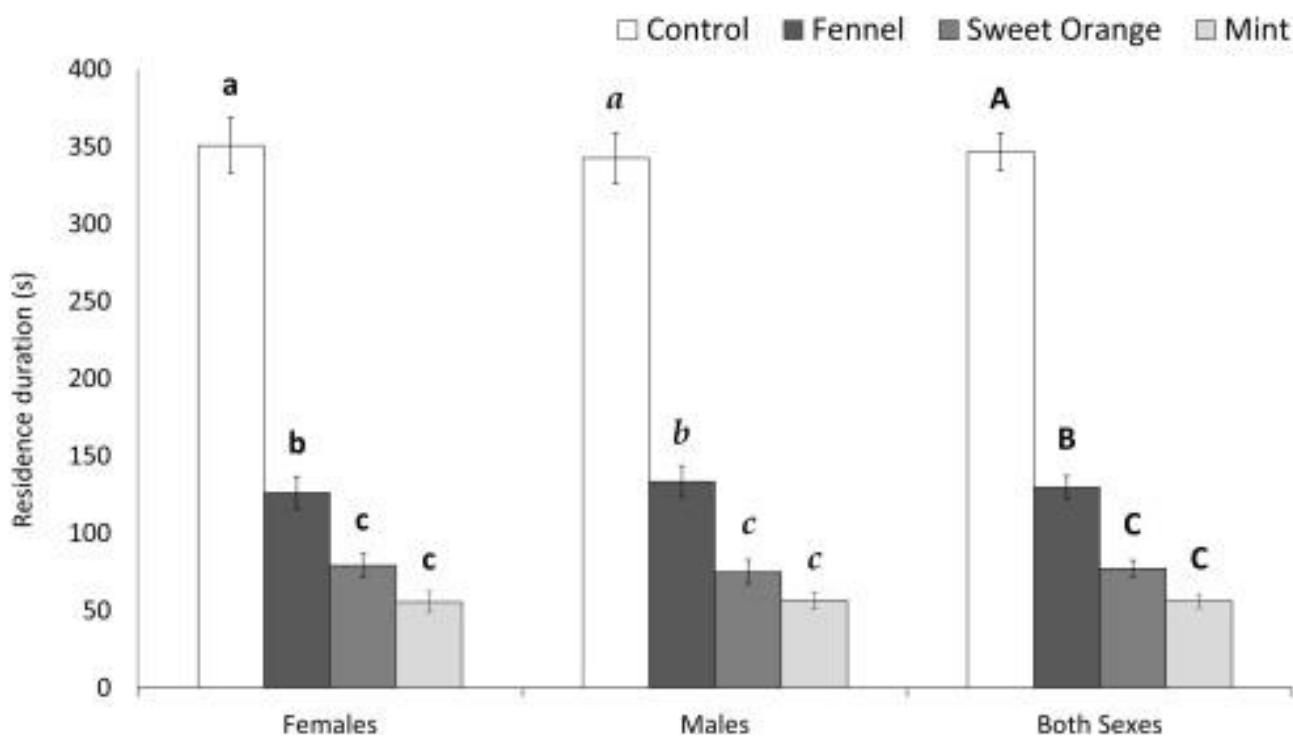 Control Fennel Sweet Orange Mint
400
350
300
250
200
150
100
50
0
Residence duration (s)
a
b
c
c
a
b
c
c
A
B
C
C
Females Males Both Sexes